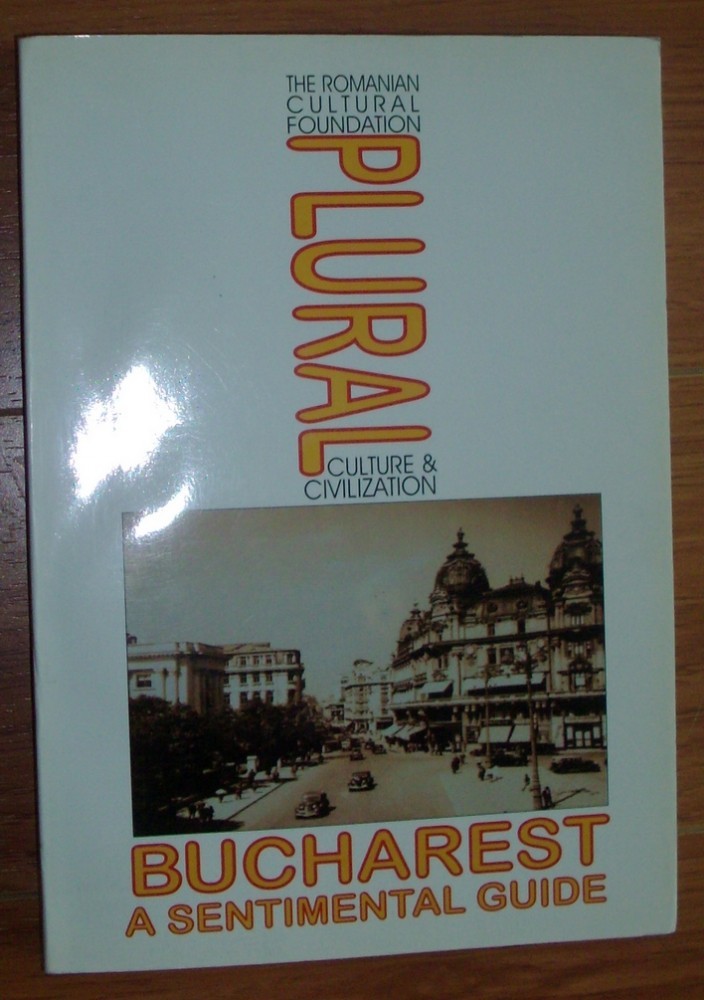 THE ROMANIAN
CULTURAL
FOUNDATION
PLURAL
CULTURE &
CIVILIZATION
BUCHAREST
A SENTIMENTAL GUIDE